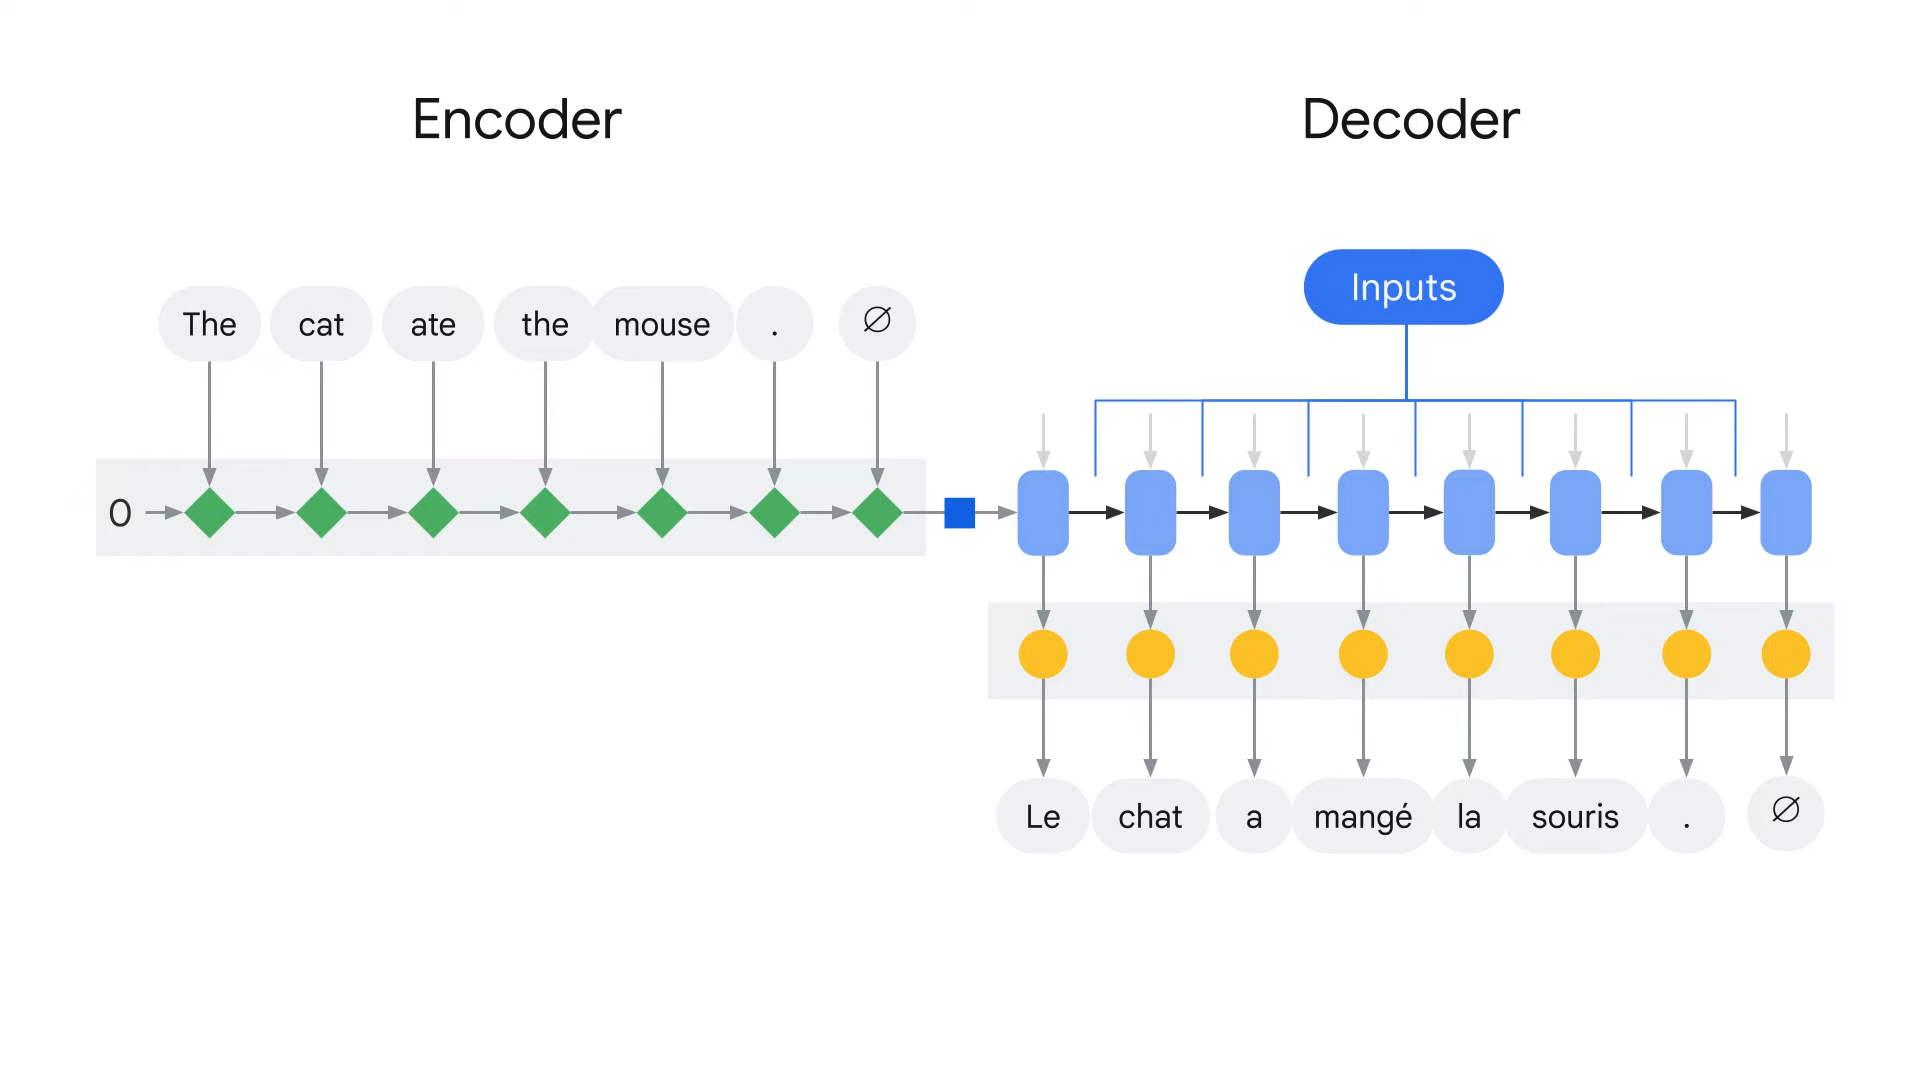 Encoder
Decoder
Inputs
The cat ate the mouse . ∅
0
Le chat a mangé la souris . ∅